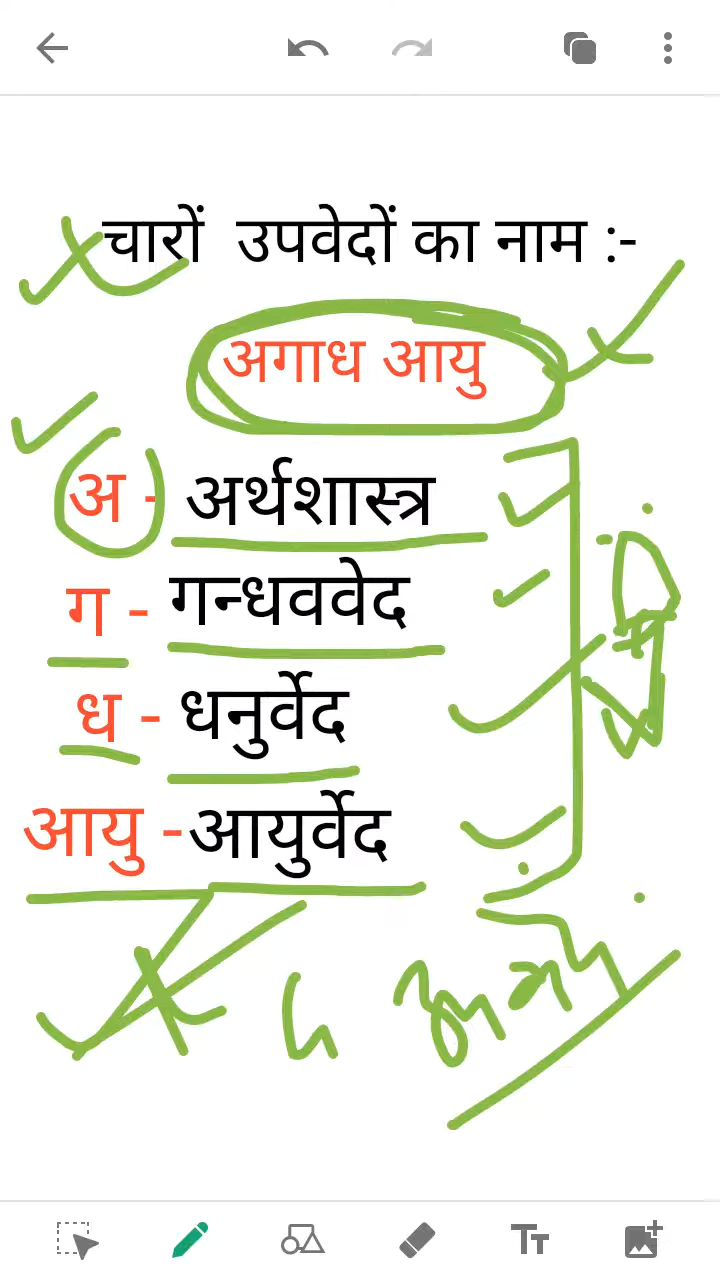 चारों उपवेदों का नाम :-
अगाध आयु
अ - अर्थशास्त्र
ग - गन्धववेद
ध - धनुर्वेद
आयु -आयुर्वेद